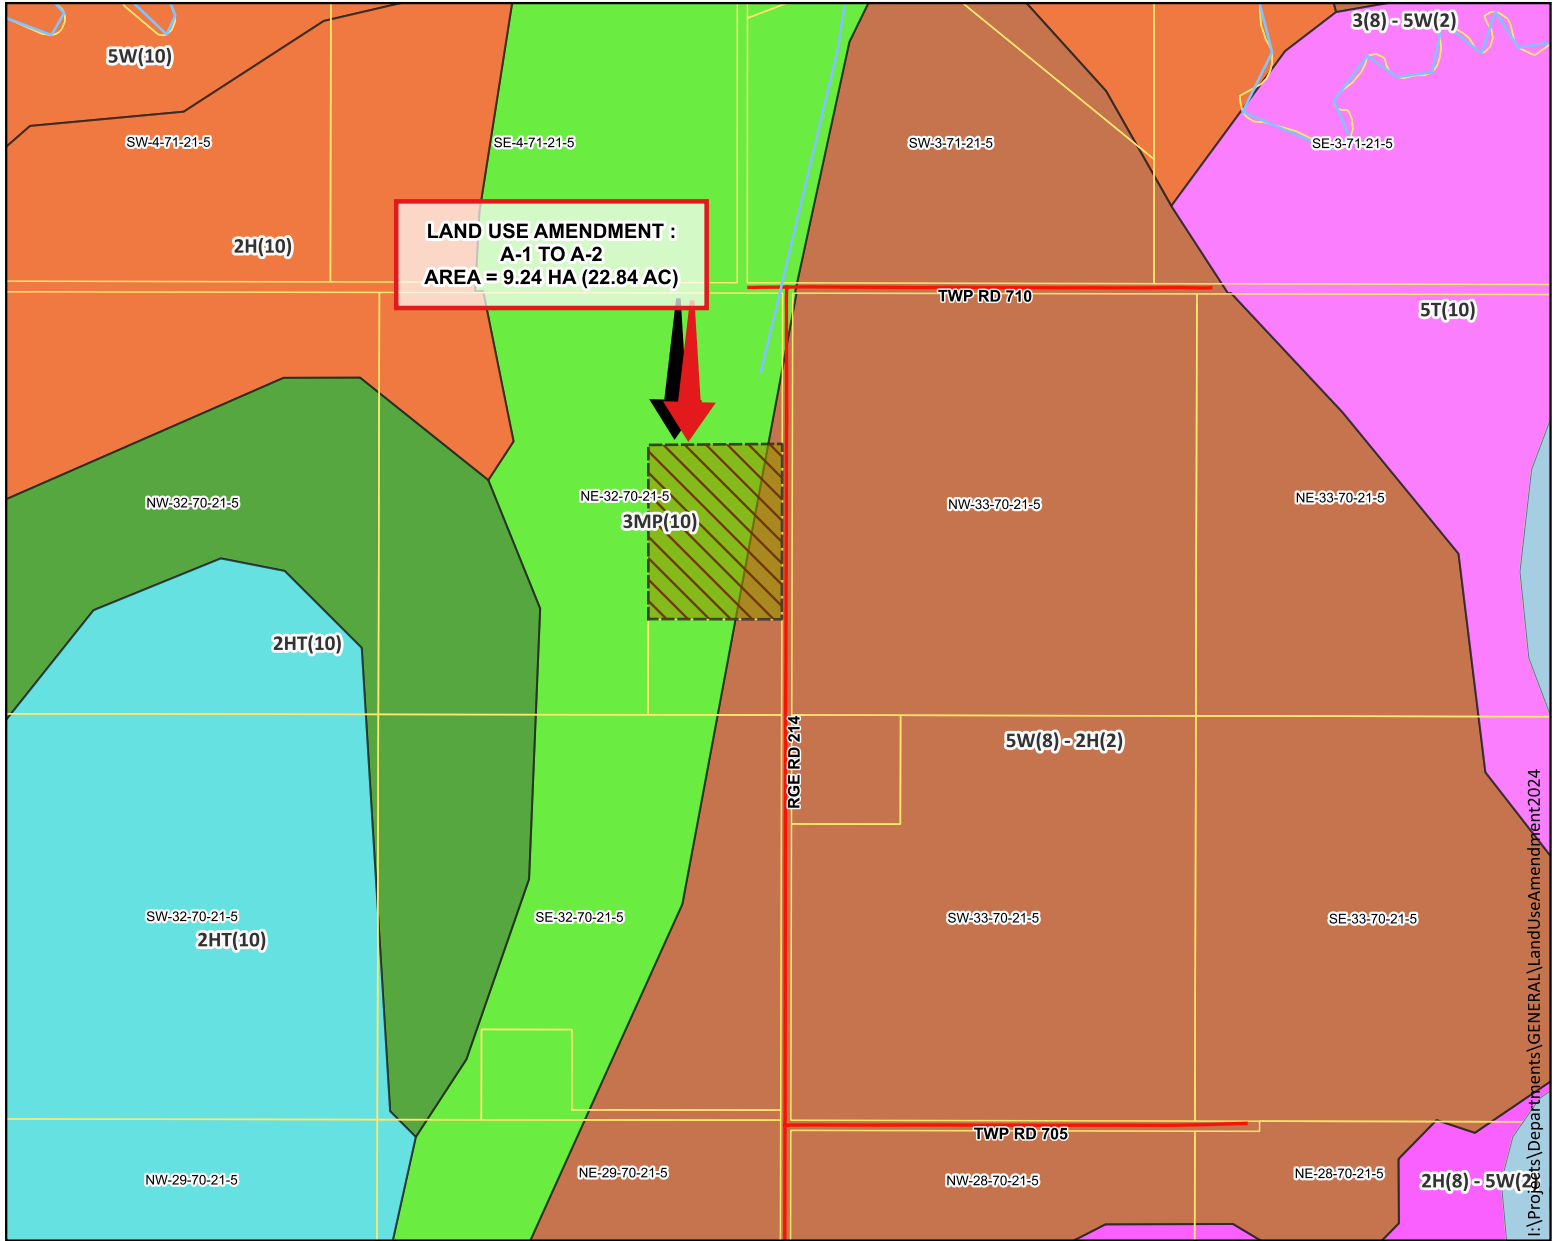 3(8) - 5W(2)
5W(10)
SW-4-71-21-5
SE-4-71-21-5
SW-3-71-21-5
SE-3-71-21-5
LAND USE AMENDMENT :
A-1 TO A-2
AREA = 9.24 HA (22.84 AC)
2H(10)
TWP RD 710
5T(10)
NW-32-70-21-5
NE-32-70-21-5
3MP(10)
NW-33-70-21-5
NE-33-70-21-5
2HT(10)
RGE RD 214
5W(8) - 2H(2)
SW-32-70-21-5
2HT(10)
SE-32-70-21-5
SW-33-70-21-5
SE-33-70-21-5
TWP RD 705
NW-29-70-21-5
NE-29-70-21-5
NW-28-70-21-5
NE-28-70-21-5
2H(8) - 5W(2)
I:\Projects\Departments\GENERAL\LandUseAmendment2024